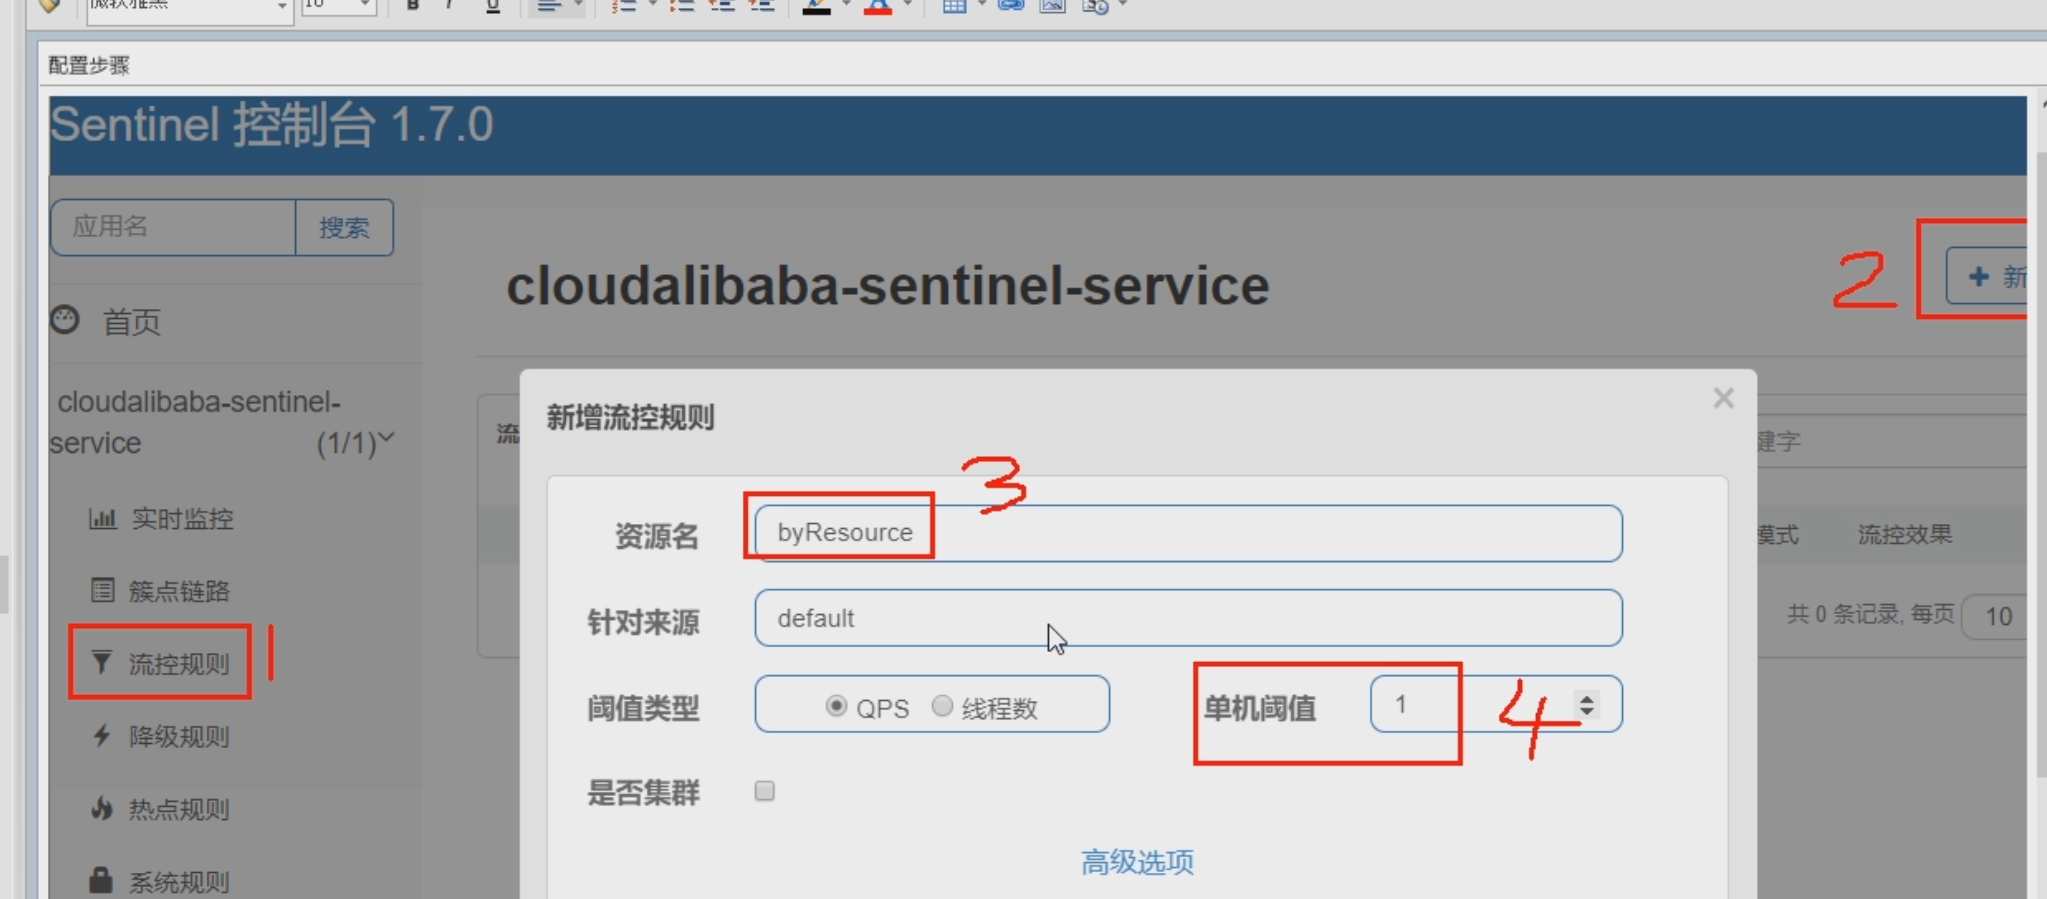 配置步骤
Sentinel 控制台 1.7.0
应用名
搜索
cloudalibaba-sentinel-service
2
新
首页
cloudalibaba-sentinel-
service (1/1)
流
新增流控规则
键字
3
实时监控
资源名 byResource
模式 流控效果
簇点链路
针对来源 default
共 0 条记录, 每页 10
流控规则 1
阈值类型 QPS 线程数 单机阈值 1 4
降级规则
是否集群
热点规则
高级选项
系统规则